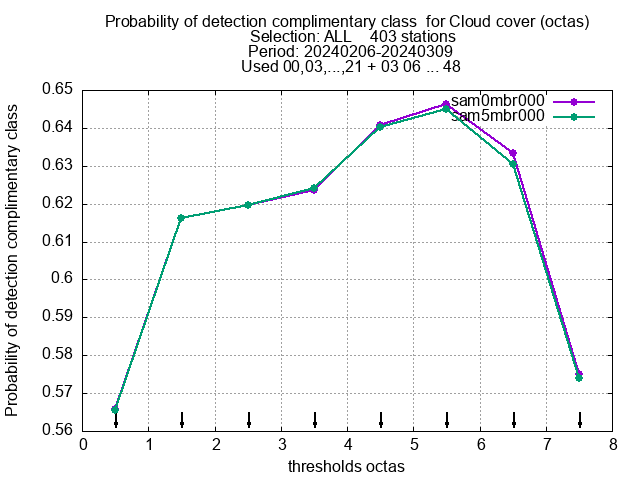 Probability of detection complimentary class  for Cloud cover (octas)
Selection: ALL    403 stations
Period: 20240206-20240309
Used 00,03,...,21 + 03 06 ... 48
Probability of detection complimentary class
0.65
0.64
0.63
0.62
0.61
0.6
0.59
0.58
0.57
0.56
sam0mbr000
sam5mbr000
0 1 2 3 4 5 6 7 8
thresholds octas